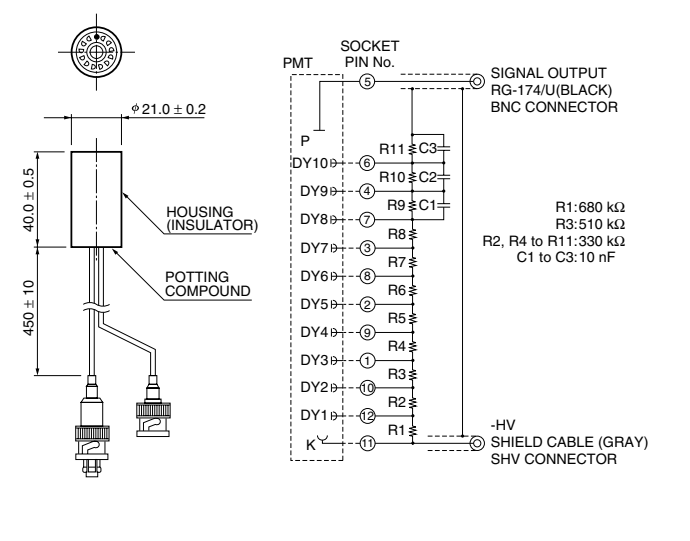 ϕ21.0 ± 0.2
40.0 ± 0.5
HOUSING
(INSULATOR)
POTTING
COMPOUND
450 ± 10
PMT
SOCKET
PIN No.
5
SIGNAL OUTPUT
RG-174/U(BLACK)
BNC CONNECTOR
P
R11
C3
DY10
6
R10
C2
DY9
4
R9
C1
DY8
7
R8
DY7
3
R7
DY6
8
R6
DY5
2
R5
DY4
9
R4
DY3
1
R3
DY2
10
R2
DY1
12
R1
K
11
R1:680 kΩ
R3:510 kΩ
R2, R4 to R11:330 kΩ
C1 to C3:10 nF
-HV
SHIELD CABLE (GRAY)
SHV CONNECTOR